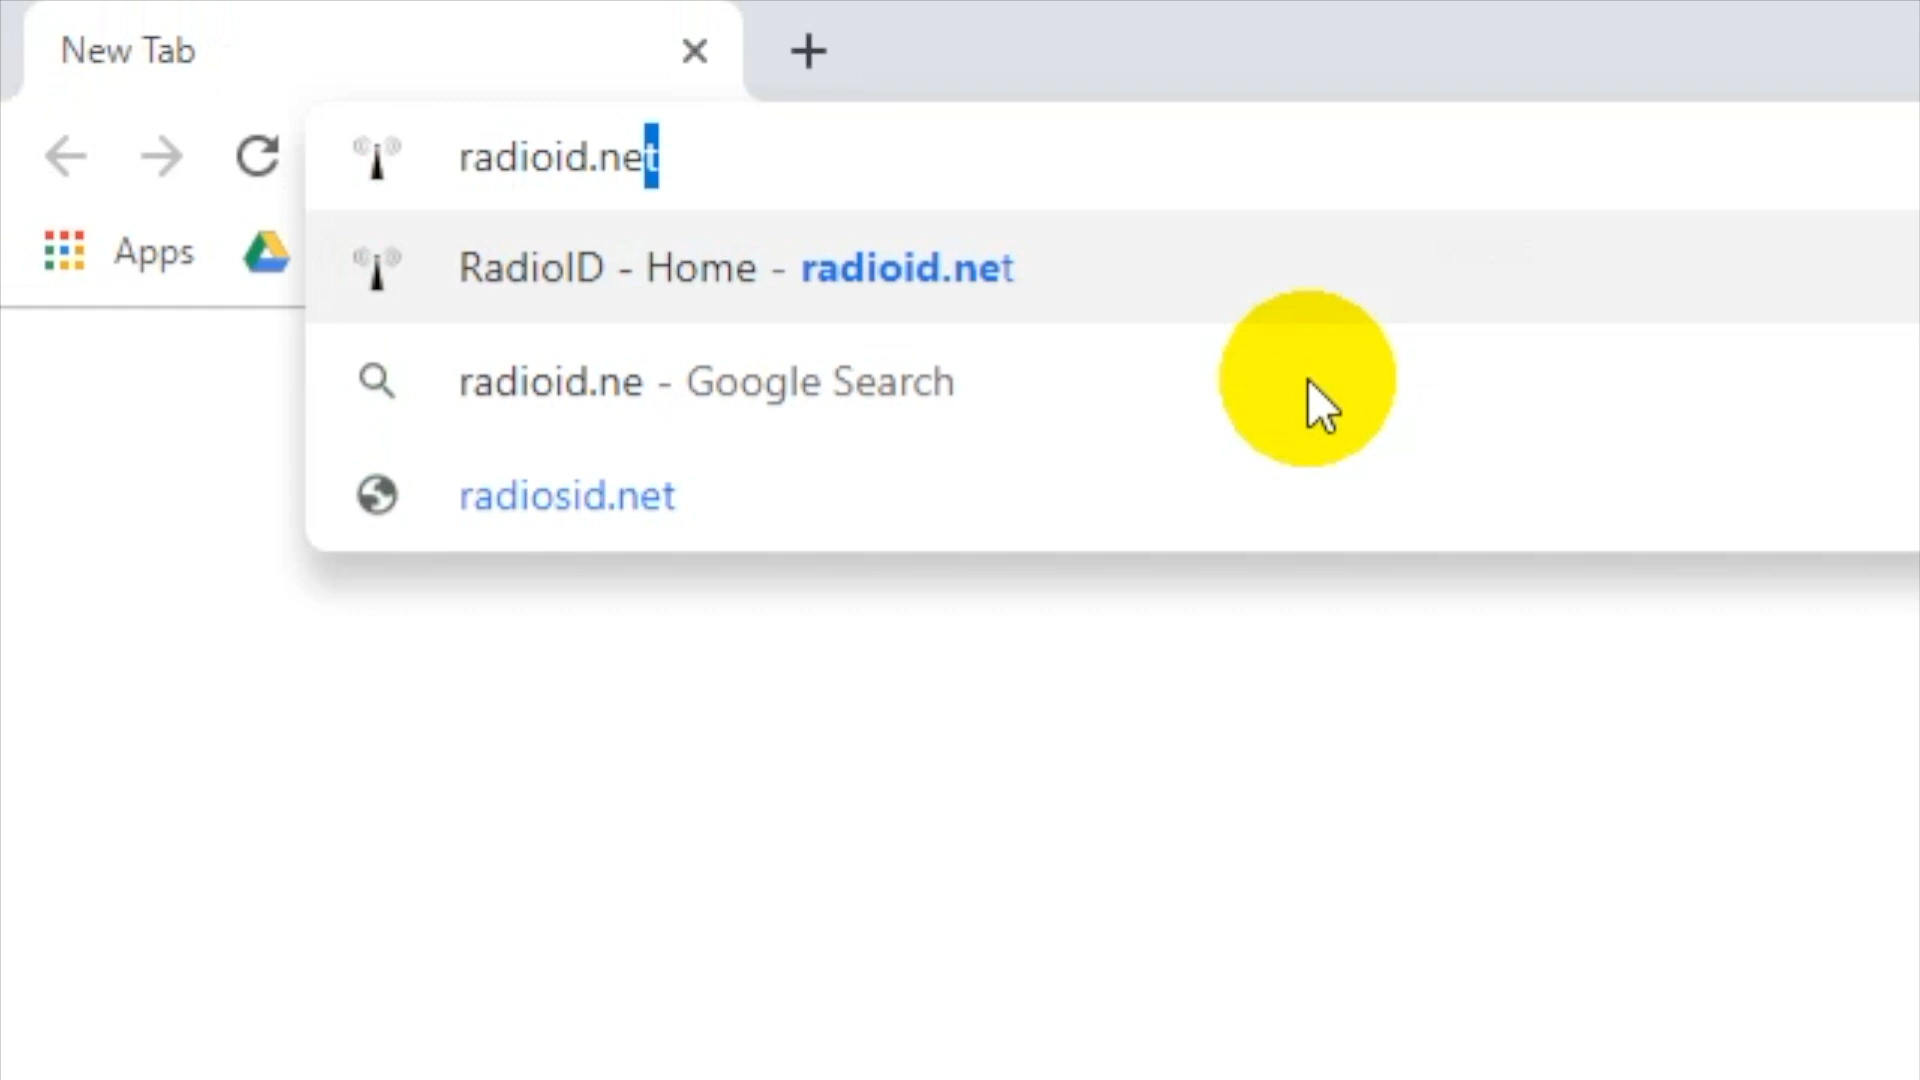 New Tab
radioid.net
Apps
RadioID - Home - radioid.net
radioid.ne - Google Search
radiosid.net